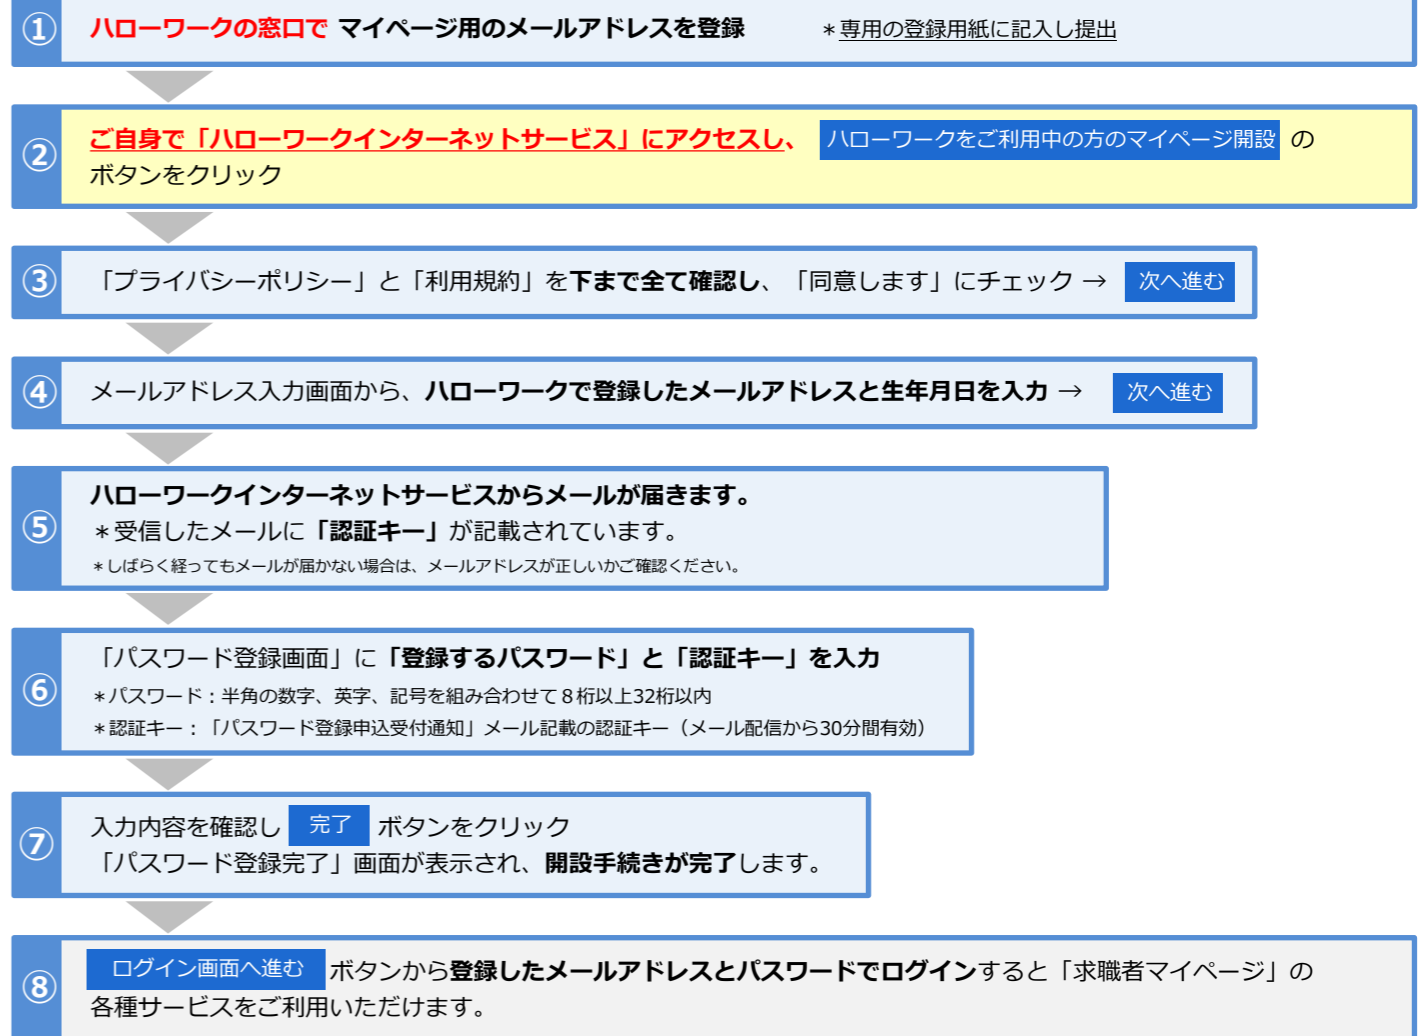 ① ハローワークの窓口で マイページ用のメールアドレスを登録 ＊専用の登録用紙に記入し提出
② ご自身で「ハローワークインターネットサービス」にアクセスし、 ハローワークをご利用中の方のマイページ開設 の
ボタンをクリック
③ 「プライバシーポリシー」と「利用規約」を下まで全て確認し、「同意します」にチェック → 次へ進む
④ メールアドレス入力画面から、ハローワークで登録したメールアドレスと生年月日を入力 → 次へ進む
⑤ ハローワークインターネットサービスからメールが届きます。
＊受信したメールに「認証キー」が記載されています。
＊しばらく経ってもメールが届かない場合は、メールアドレスが正しいかご確認ください。
⑥ 「パスワード登録画面」に「登録するパスワード」と「認証キー」を入力
＊パスワード：半角の数字、英字、記号を組み合わせて８桁以上32桁以内
＊認証キー：「パスワード登録申込受付通知」メール記載の認証キー（メール配信から30分間有効）
⑦ 入力内容を確認し 完了 ボタンをクリック
「パスワード登録完了」画面が表示され、開設手続きが完了します。
⑧ ログイン画面へ進む ボタンから登録したメールアドレスとパスワードでログインすると「求職者マイページ」の
各種サービスをご利用いただけます。